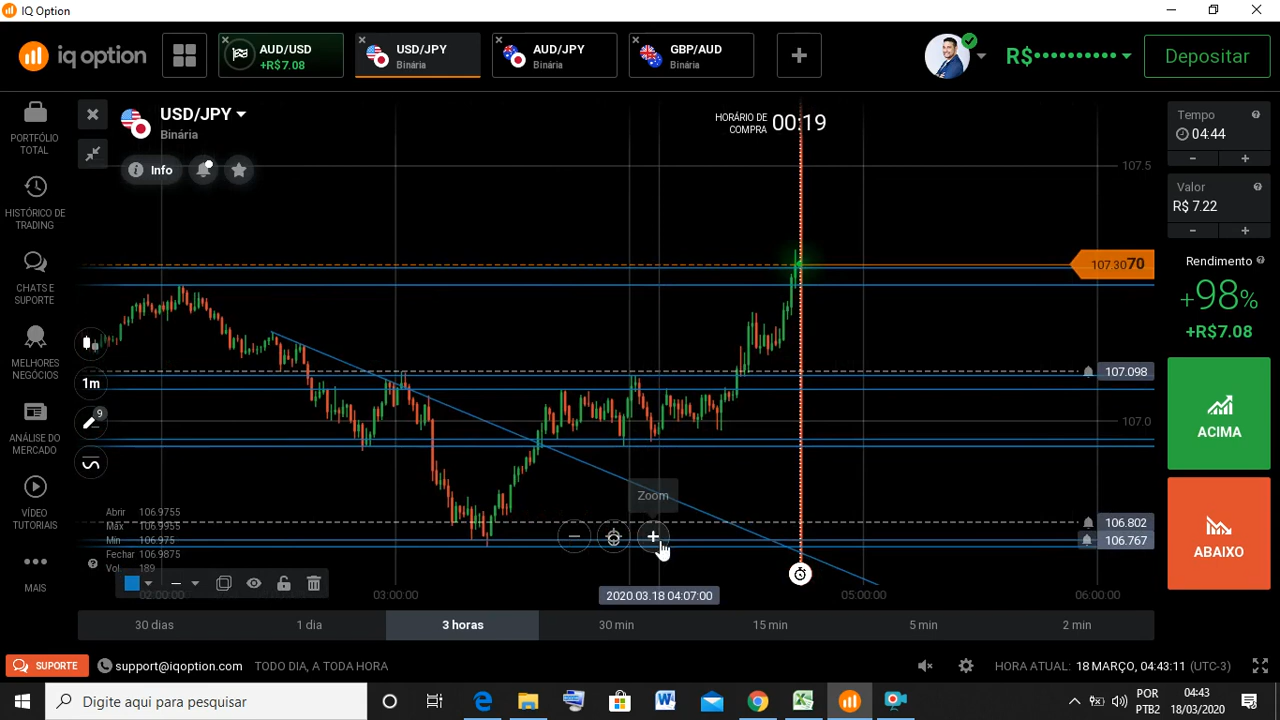 IQ Option
iq option
AUD/USD
+R$7.08
USD/JPY
Binária
AUD/JPY
Binária
GBP/AUD
Binária
R$••••••••••
Depositar
PORTFÓLIO
TOTAL
HISTÓRICO DE
TRADING
CHATS E
SUPORTE
MELHORES
NEGÓCIOS
ANÁLISE DO
MERCADO
VÍDEO
TUTORIAIS
MAIS
USD/JPY
Binária
Info
HORÁRIO DE
COMPRA
00:19
107.5
107.3070
107.098
107.0
106.802
106.767
1m
9
Zoom
Abrir 106.9755
Máx 106.9955
Mín 106.975
Fechar 106.9875
Vol. 189
02:00:00
03:00:00
2020.03.18 04:07:00
05:00:00
06:00:00
30 dias
1 dia
3 horas
30 min
15 min
5 min
2 min
Tempo
04:44
Valor
R$ 7.22
Rendimento
+98%
+R$7.08
ACIMA
ABAIXO
SUPORTE
support@iqoption.com
TODO DIA, A TODA HORA
HORA ATUAL: 18 MARÇO, 04:43:11 (UTC-3)
Digite aqui para pesquisar
POR
PTB2
04:43
18/03/2020